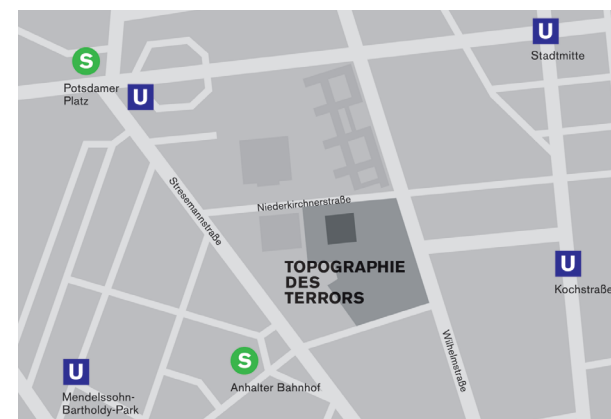 S
Potsdamer
Platz
U
U
Stadtmitte
Stresemannstraße
Niederkirchnerstraße
TOPOGRAPHIE
DES
TERRORS
U
Kochstraße
Wilhelmstraße
S
Anhalter Bahnhof
U
Mendelssohn-
Bartholdy-Park